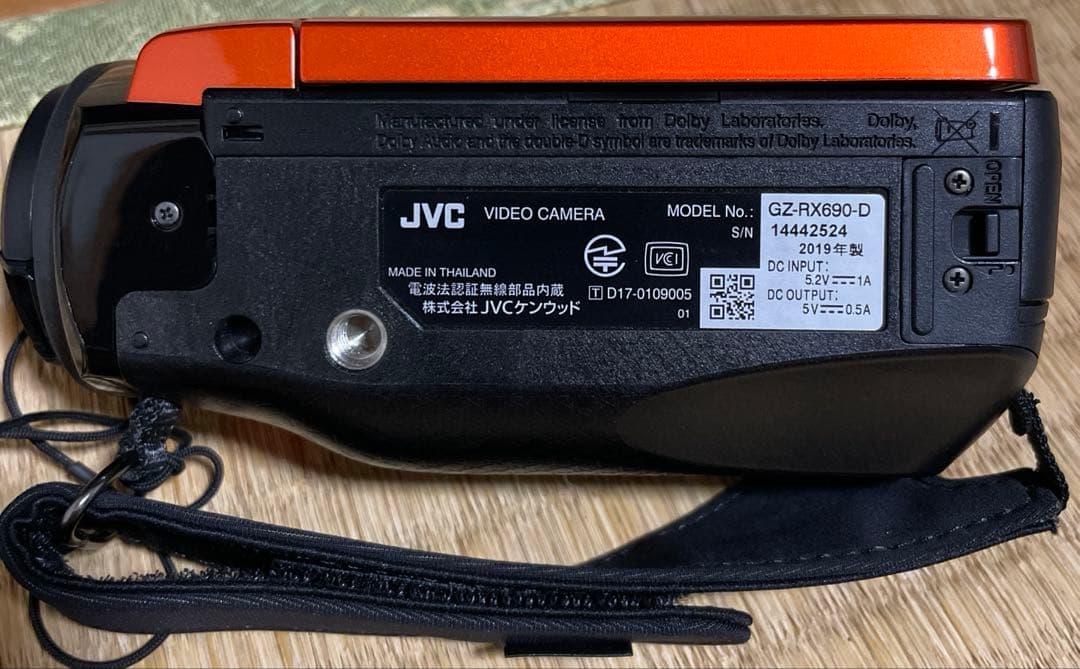 Manufactured under license from Dolby Laboratories. Dolby,
Dolby Audio and the double-D symbol are trademarks of Dolby Laboratories.
OPEN
JVC VIDEO CAMERA
MODEL No.: GZ-RX690-D
S/N 14442524
2019年製
DC INPUT:
5.2V⎓1A
DC OUTPUT:
5V⎓0.5A
VCCI
MADE IN THAILAND
電波法認証無線部品内蔵
株式会社JVCケンウッド
T D17-0109005
01